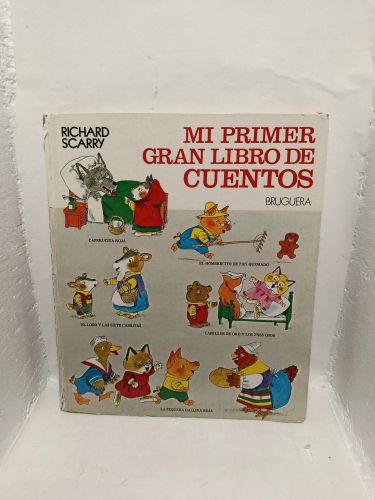 RICHARD
SCARRY
MI PRIMER
GRAN LIBRO DE
CUENTOS
BRUGUERA
CAPERUCITA ROJA
EL HOMBRECITO DE PAN QUEMADO
EL LOBO Y LAS SIETE CABRITAS
CABELLOS DE ORO Y LOS TRES OSOS
LA PEQUEÑA GALLINA ROJA